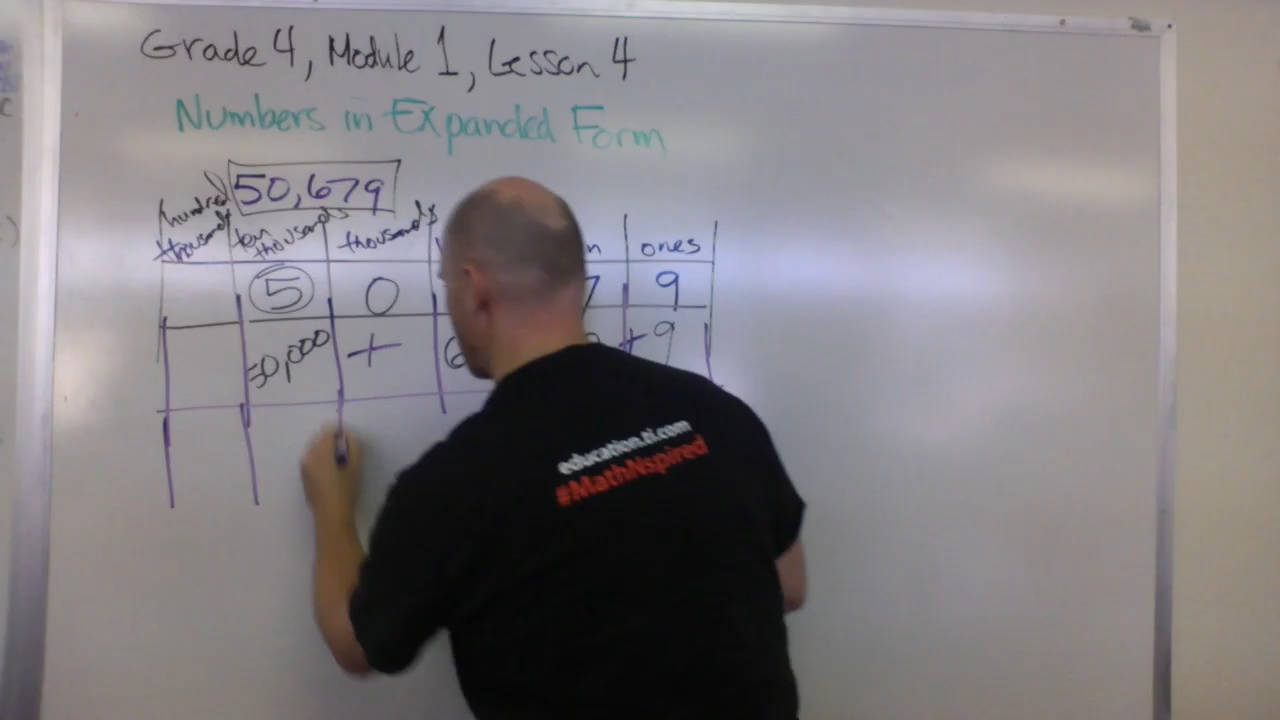 Grade 4, Module 1, Lesson 4
Numbers in Expanded Form
50,679
hundred thousands ten thousands thousands n ones
5 0 7 9
50,000 + 6 + 9
education.ti.com
#MathNspired